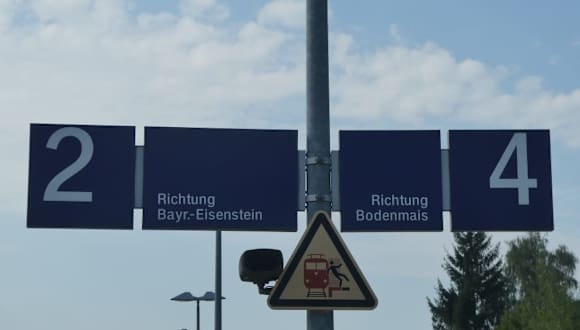 2
Richtung
Bayr.-Eisenstein
Richtung
Bodenmais
4